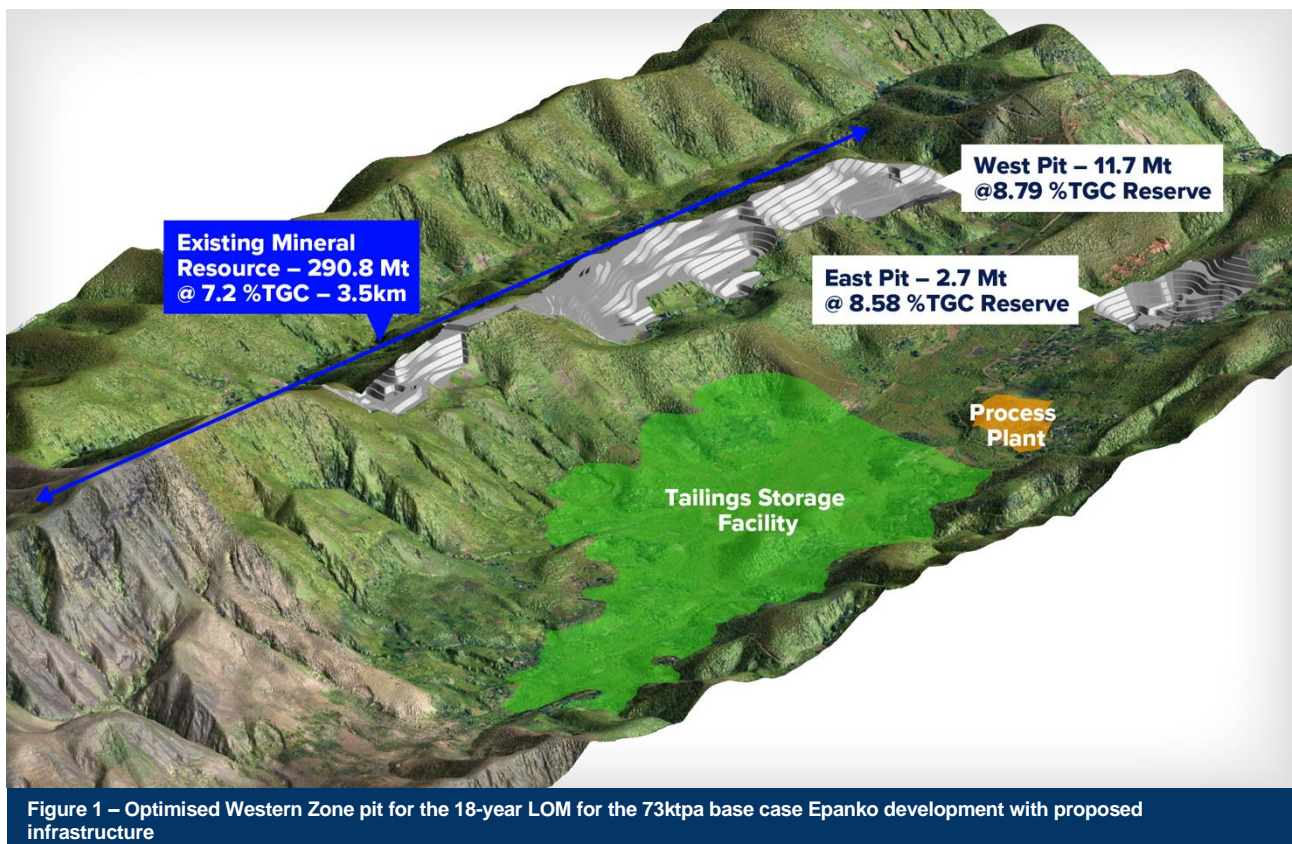 West Pit – 11.7 Mt
@8.79 %TGC Reserve
Existing Mineral
Resource – 290.8 Mt
@ 7.2 %TGC – 3.5km
East Pit – 2.7 Mt
@ 8.58 %TGC Reserve
Process
Plant
Tailings Storage
Facility
Figure 1 – Optimised Western Zone pit for the 18-year LOM for the 73ktpa base case Epanko development with proposed
infrastructure